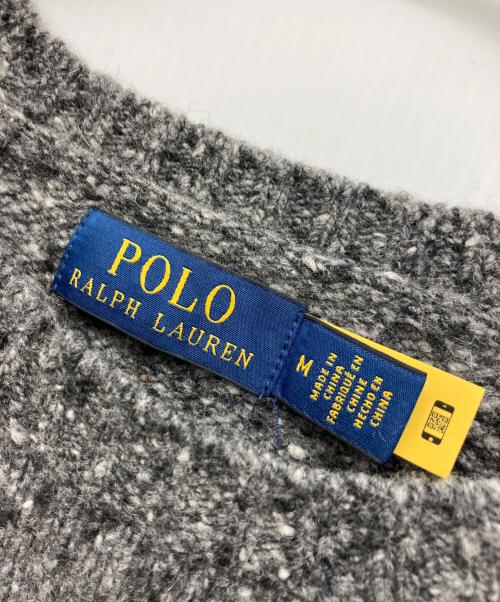 POLO
RALPH LAUREN
M
MADE IN
CHINA
FABRIQUÉ EN
CHINE
HECHO EN
CHINA